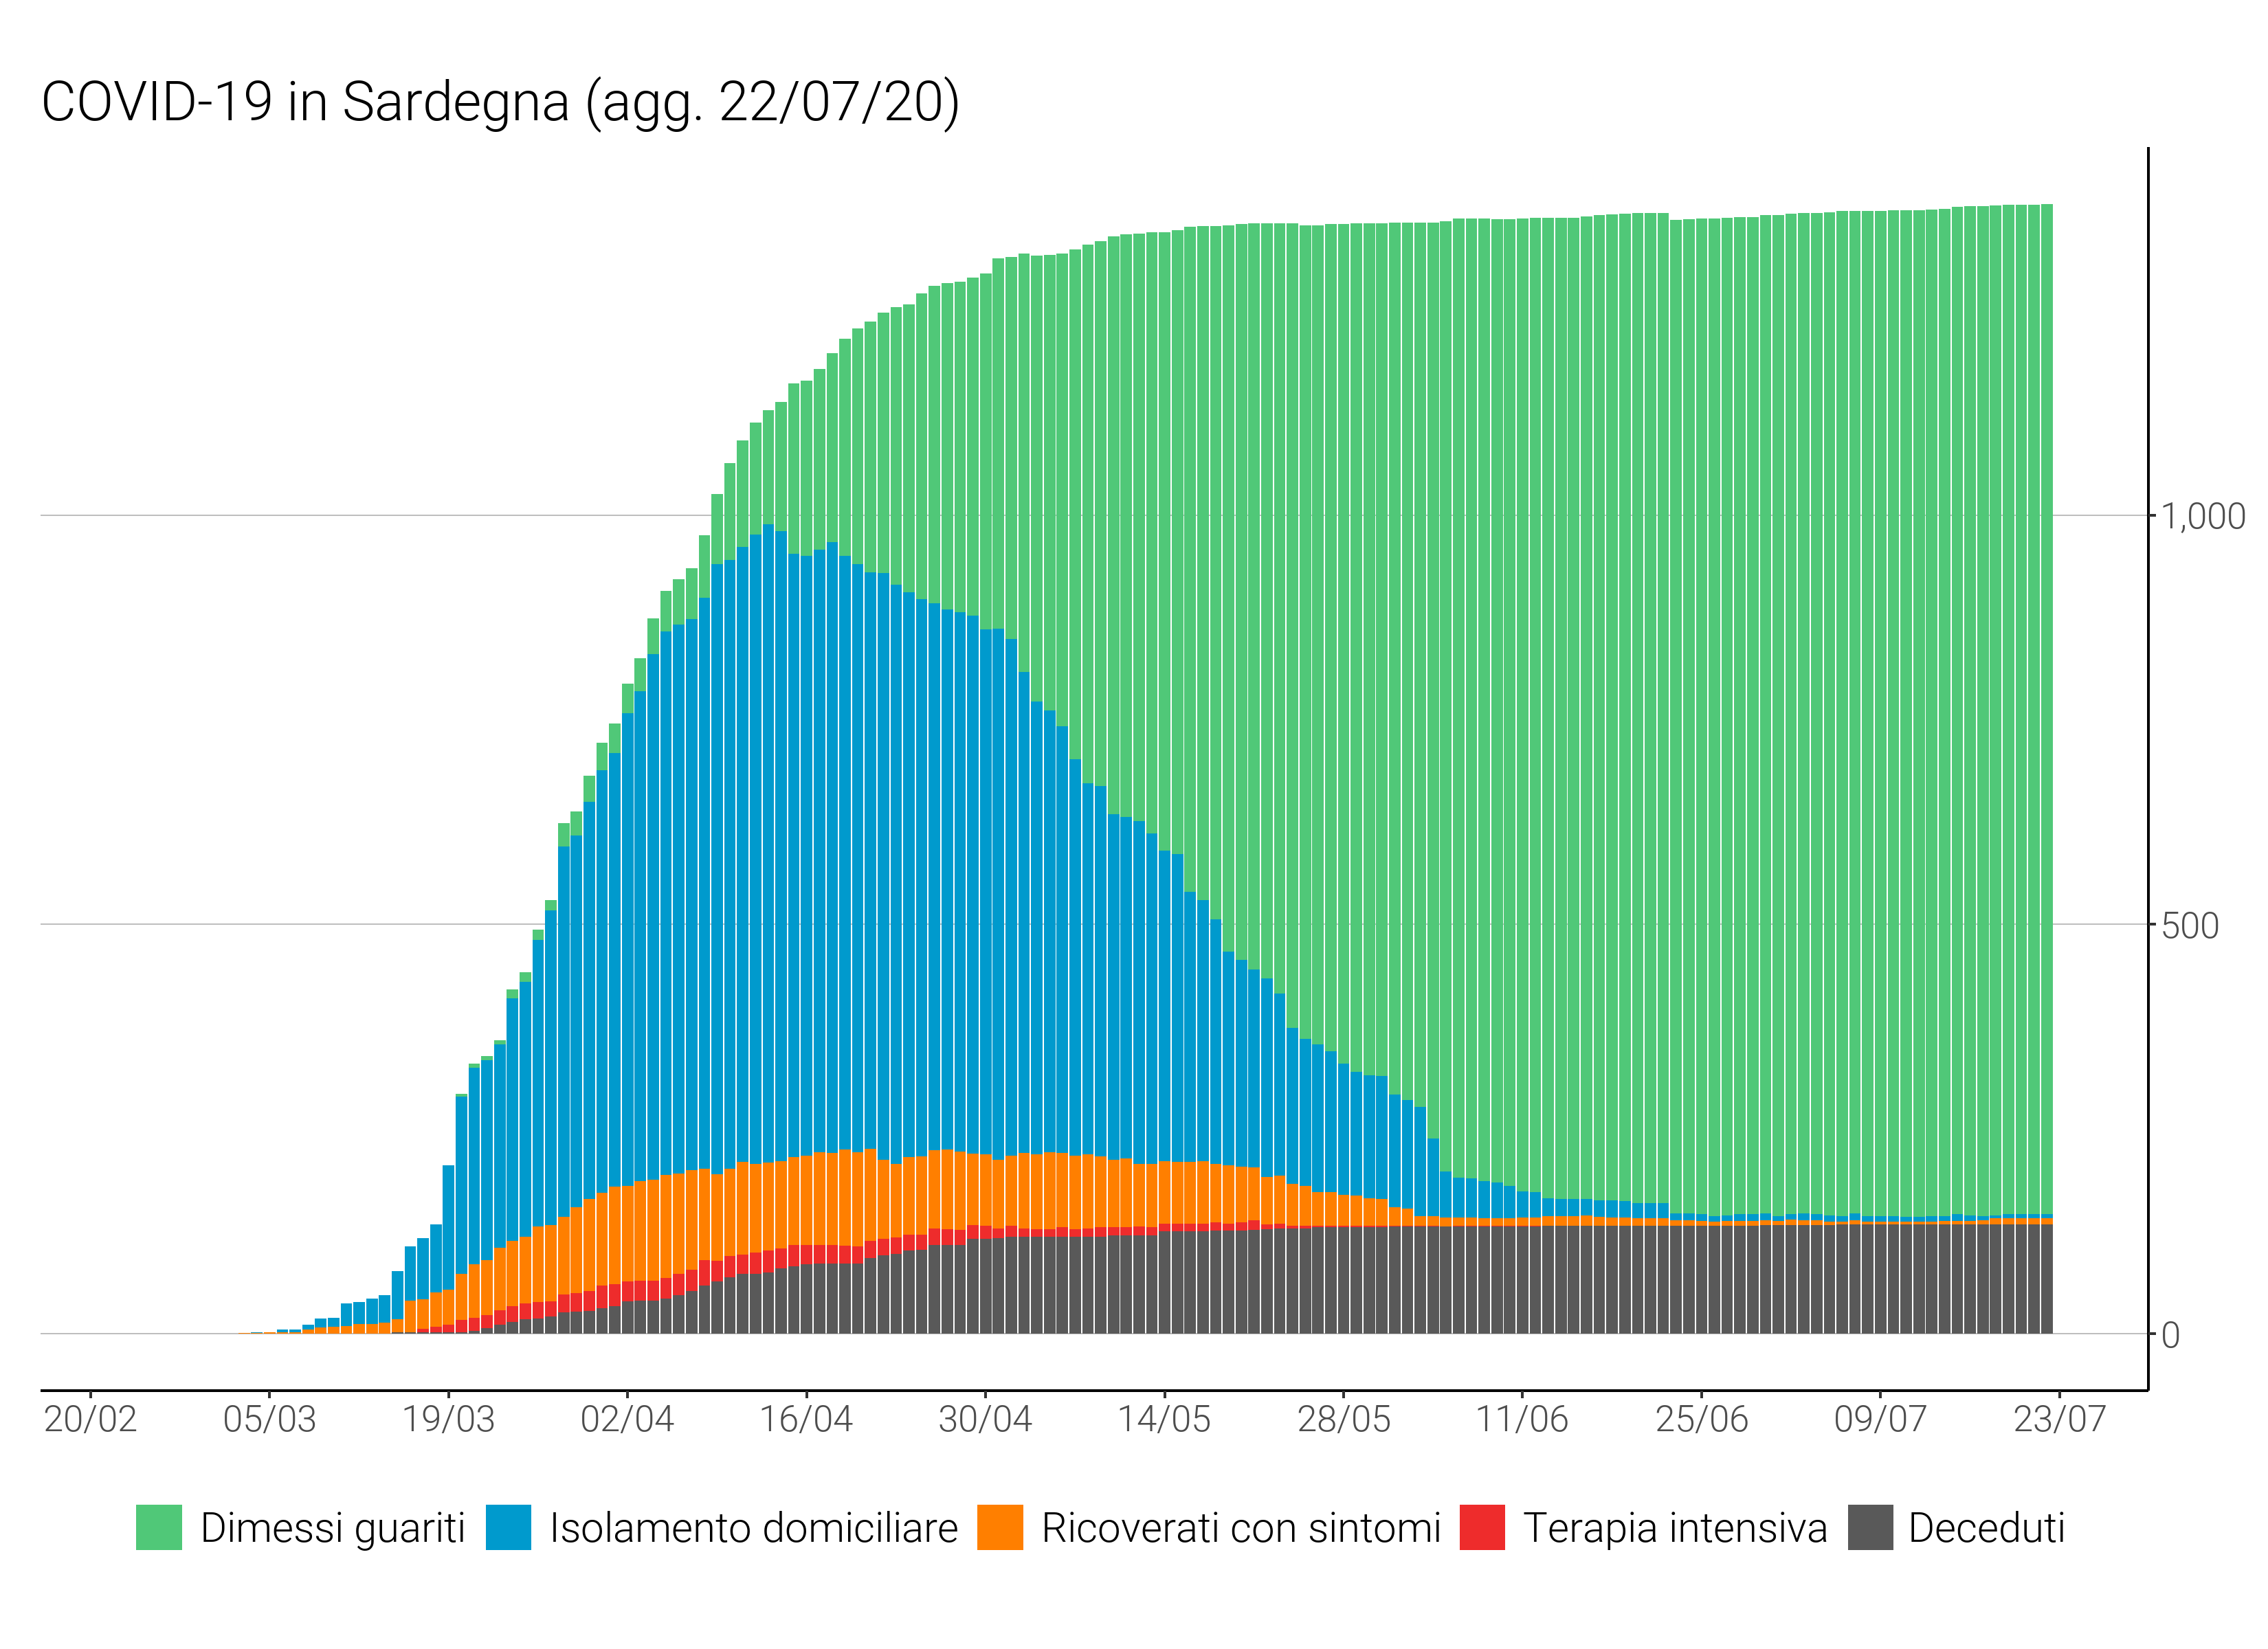 COVID-19 in Sardegna (agg. 22/07/20)
1,000
500
0
20/02 05/03 19/03 02/04 16/04 30/04 14/05 28/05 11/06 25/06 09/07 23/07
Dimessi guariti Isolamento domiciliare Ricoverati con sintomi Terapia intensiva Deceduti